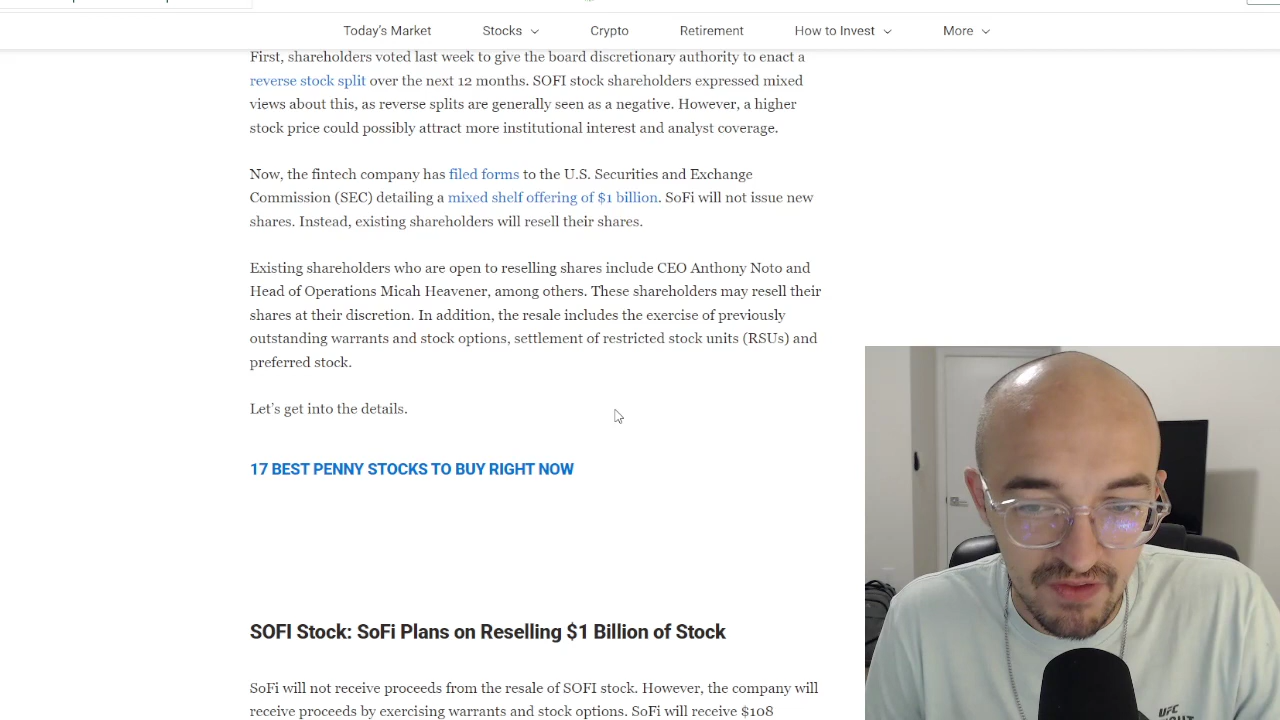 Today's Market Stocks Crypto Retirement How to Invest More
First, shareholders voted last week to give the board discretionary authority to enact a
reverse stock split over the next 12 months. SOFI stock shareholders expressed mixed
views about this, as reverse splits are generally seen as a negative. However, a higher
stock price could possibly attract more institutional interest and analyst coverage.
Now, the fintech company has filed forms to the U.S. Securities and Exchange
Commission (SEC) detailing a mixed shelf offering of $1 billion. SoFi will not issue new
shares. Instead, existing shareholders will resell their shares.
Existing shareholders who are open to reselling shares include CEO Anthony Noto and
Head of Operations Micah Heavener, among others. These shareholders may resell their
shares at their discretion. In addition, the resale includes the exercise of previously
outstanding warrants and stock options, settlement of restricted stock units (RSUs) and
preferred stock.
Let's get into the details.
17 BEST PENNY STOCKS TO BUY RIGHT NOW
SOFI Stock: SoFi Plans on Reselling $1 Billion of Stock
SoFi will not receive proceeds from the resale of SOFI stock. However, the company will
receive proceeds by exercising warrants and stock options. SoFi will receive $108
UFC